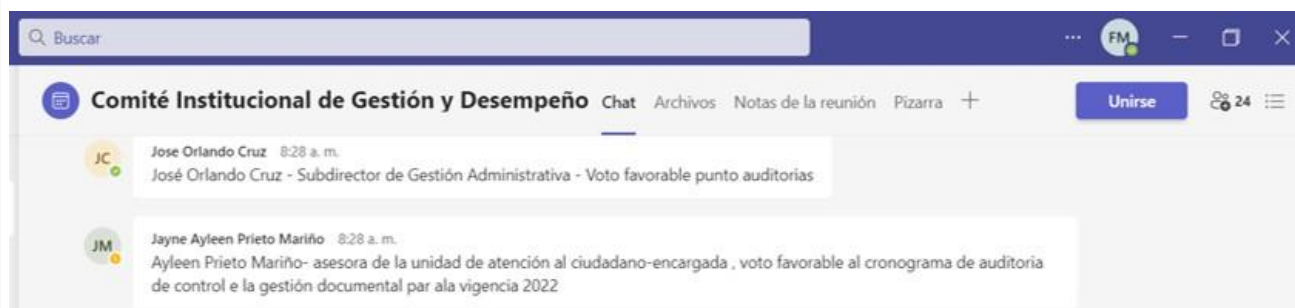 Buscar
... FM
Comité Institucional de Gestión y Desempeño Chat Archivos Notas de la reunión Pizarra + Unirse 24
JC Jose Orlando Cruz 8:28 a. m.
José Orlando Cruz - Subdirector de Gestión Administrativa - Voto favorable punto auditorias
JM Jayne Ayleen Prieto Mariño 8:28 a. m.
Ayleen Prieto Mariño- asesora de la unidad de atención al ciudadano-encargada , voto favorable al cronograma de auditoria
de control e la gestión documental par ala vigencia 2022